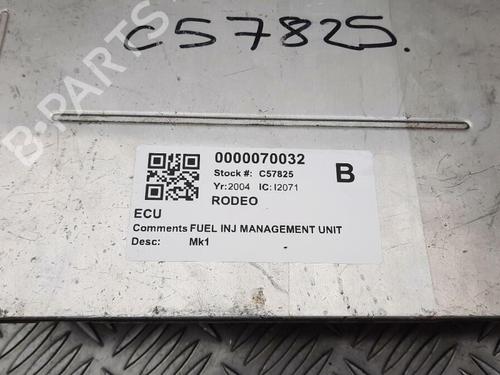 C57825.
B-PARTS
0000070032
Stock #: C57825
B
Yr: 2004 IC: I2071
RODEO
ECU
Comments FUEL INJ MANAGEMENT UNIT
Desc: Mk1